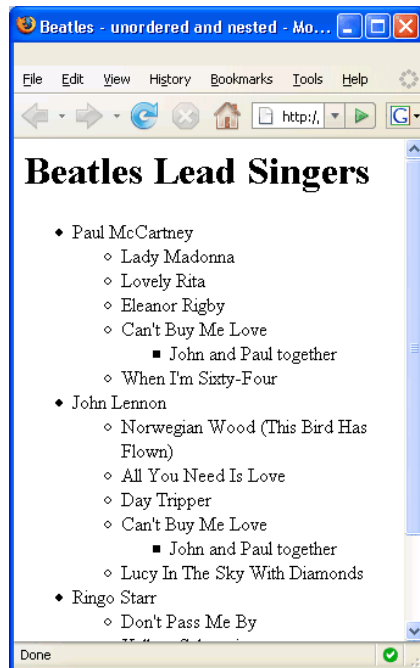 Beatles - unordered and nested - Mo...
File Edit View History Bookmarks Tools Help
http:/,
G
Beatles Lead Singers
Paul McCartney
Lady Madonna
Lovely Rita
Eleanor Rigby
Can't Buy Me Love
John and Paul together
When I'm Sixty-Four
John Lennon
Norwegian Wood (This Bird Has
Flown)
All You Need Is Love
Day Tripper
Can't Buy Me Love
John and Paul together
Lucy In The Sky With Diamonds
Ringo Starr
Don't Pass Me By
Done